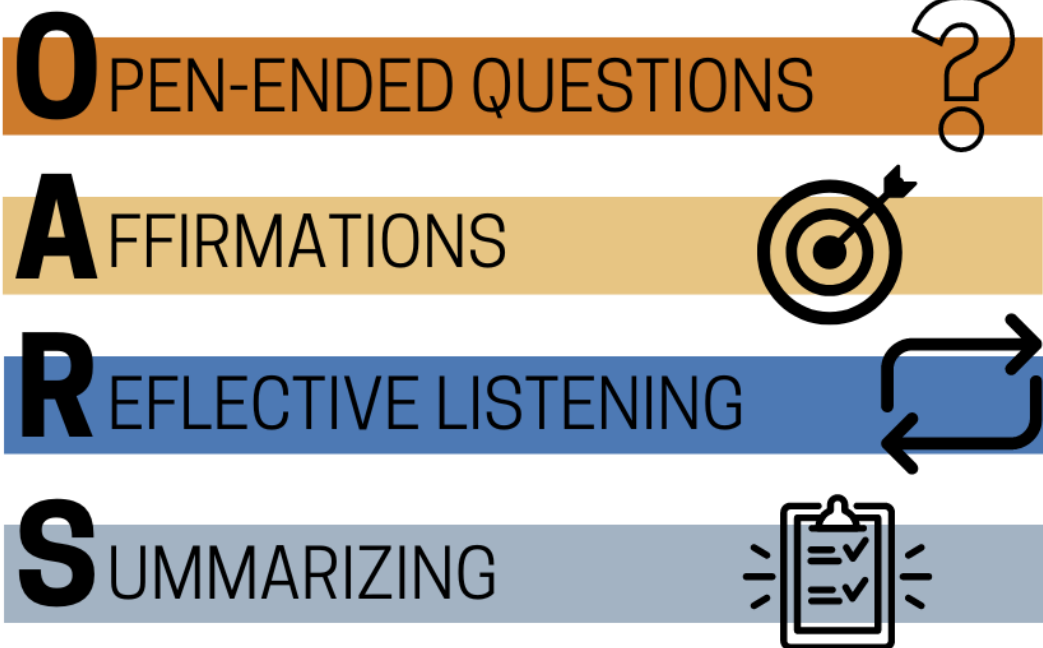 OPEN-ENDED QUESTIONS
AFFIRMATIONS
REFLECTIVE LISTENING
SUMMARIZING